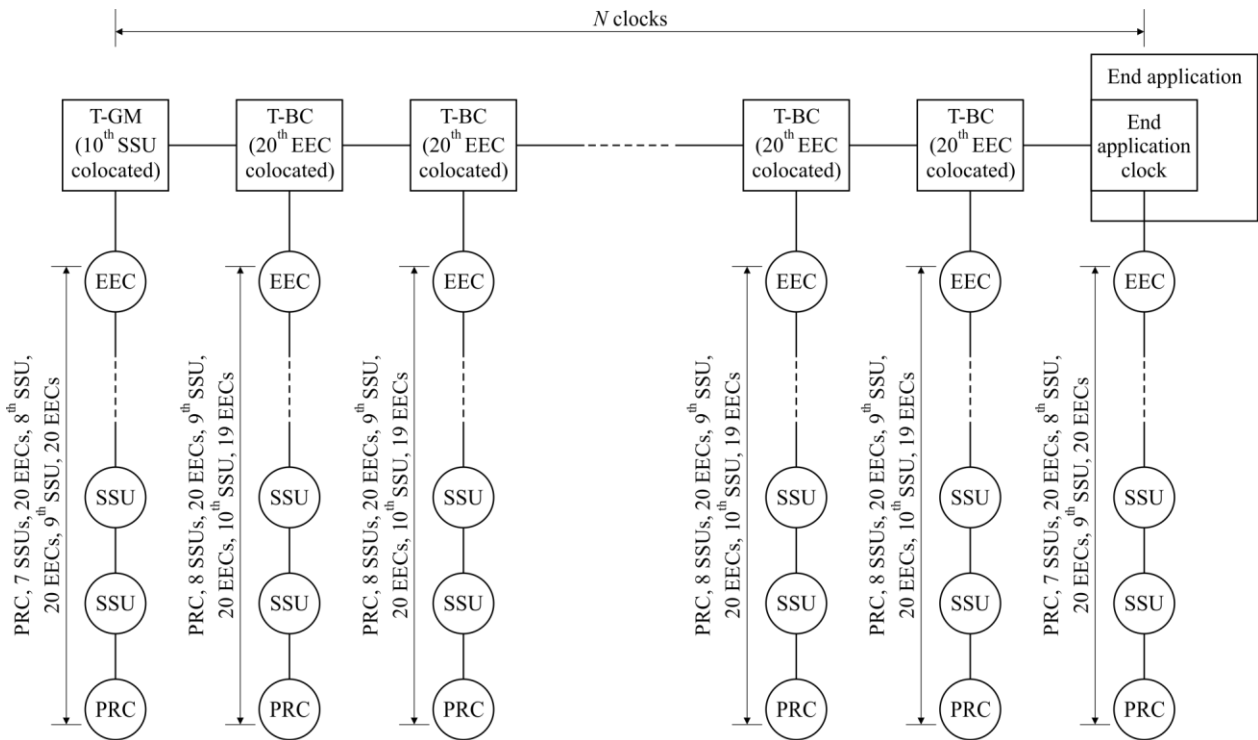 N clocks
End application
T-GM
(10th SSU
colocated)
T-BC
(20th EEC
colocated)
T-BC
(20th EEC
colocated)
T-BC
(20th EEC
colocated)
T-BC
(20th EEC
colocated)
End
application
clock
EEC
EEC
EEC
EEC
EEC
EEC
PRC, 7 SSUs, 20 EECs, 8th SSU,
20 EECs, 9th SSU, 20 EECs
PRC, 8 SSUs, 20 EECs, 9th SSU,
20 EECs, 10th SSU, 19 EECs
PRC, 8 SSUs, 20 EECs, 9th SSU,
20 EECs, 10th SSU, 19 EECs
PRC, 8 SSUs, 20 EECs, 9th SSU,
20 EECs, 10th SSU, 19 EECs
PRC, 8 SSUs, 20 EECs, 9th SSU,
20 EECs, 10th SSU, 19 EECs
PRC, 7 SSUs, 20 EECs, 8th SSU,
20 EECs, 9th SSU, 20 EECs
SSU
SSU
SSU
SSU
SSU
SSU
SSU
SSU
SSU
SSU
SSU
SSU
PRC
PRC
PRC
PRC
PRC
PRC